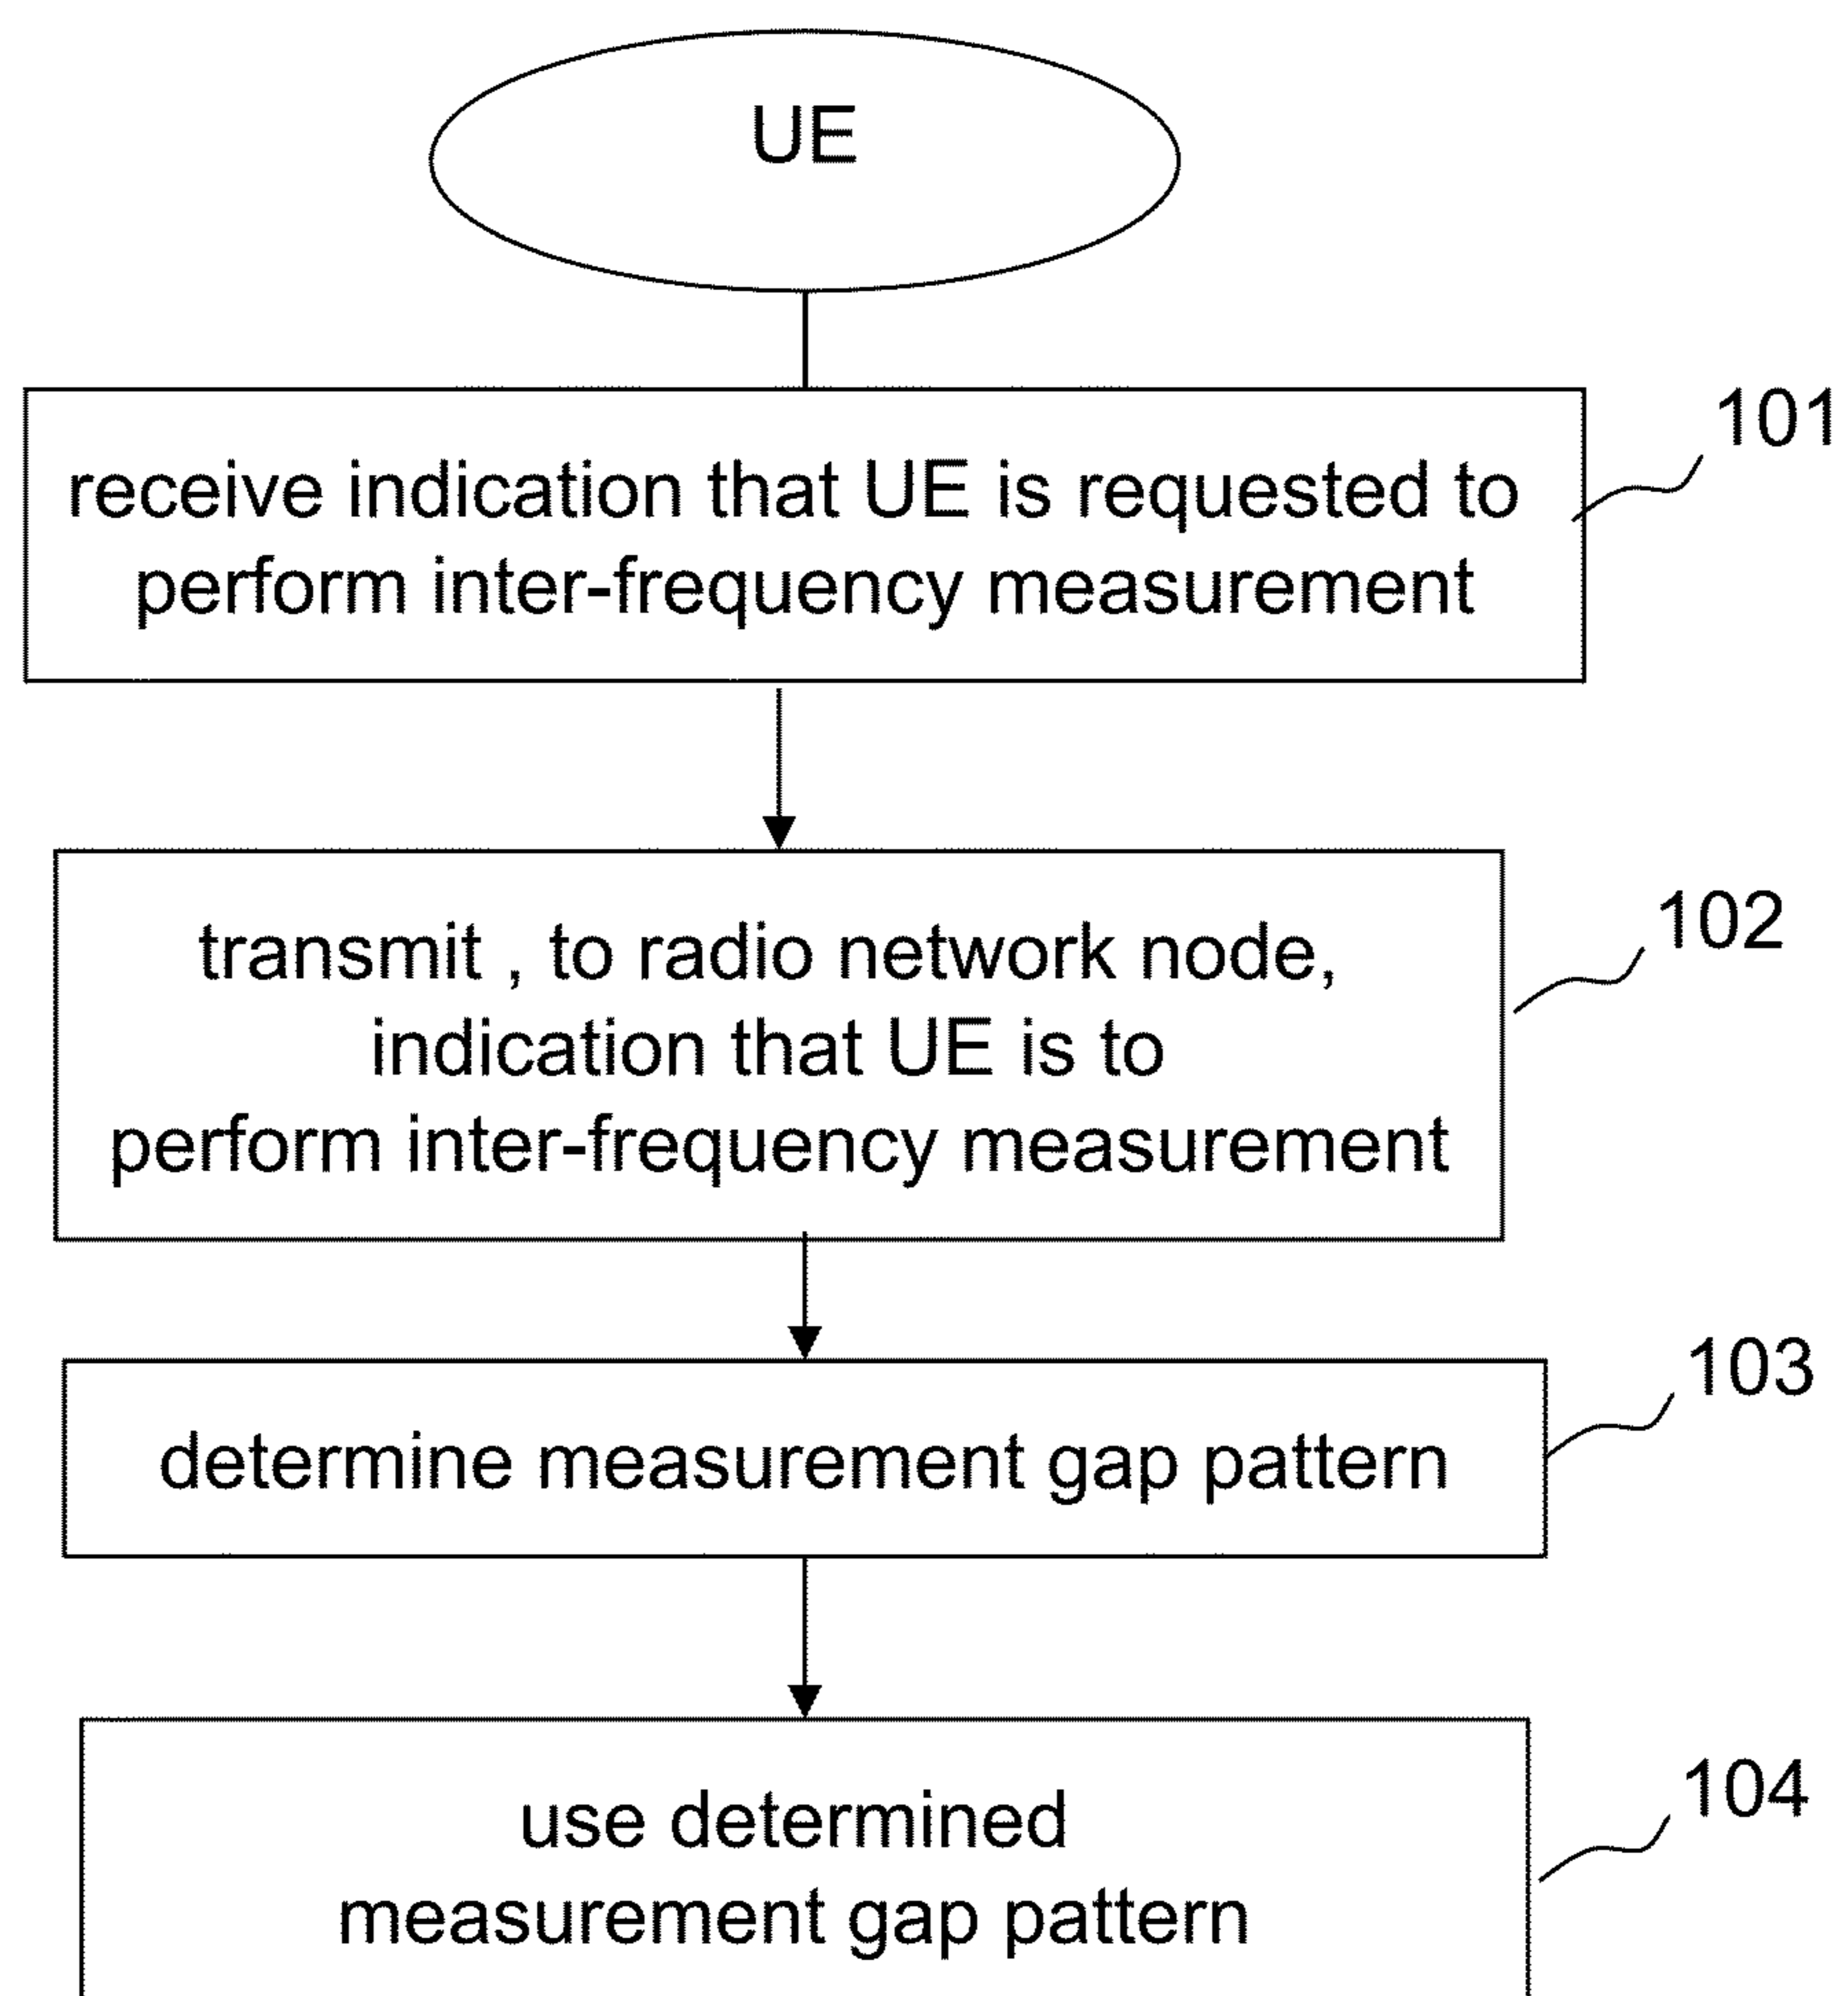 UE
101
receive indication that UE is requested to
perform inter-frequency measurement
102
transmit , to radio network node,
indication that UE is to
perform inter-frequency measurement
103
determine measurement gap pattern
104
use determined
measurement gap pattern